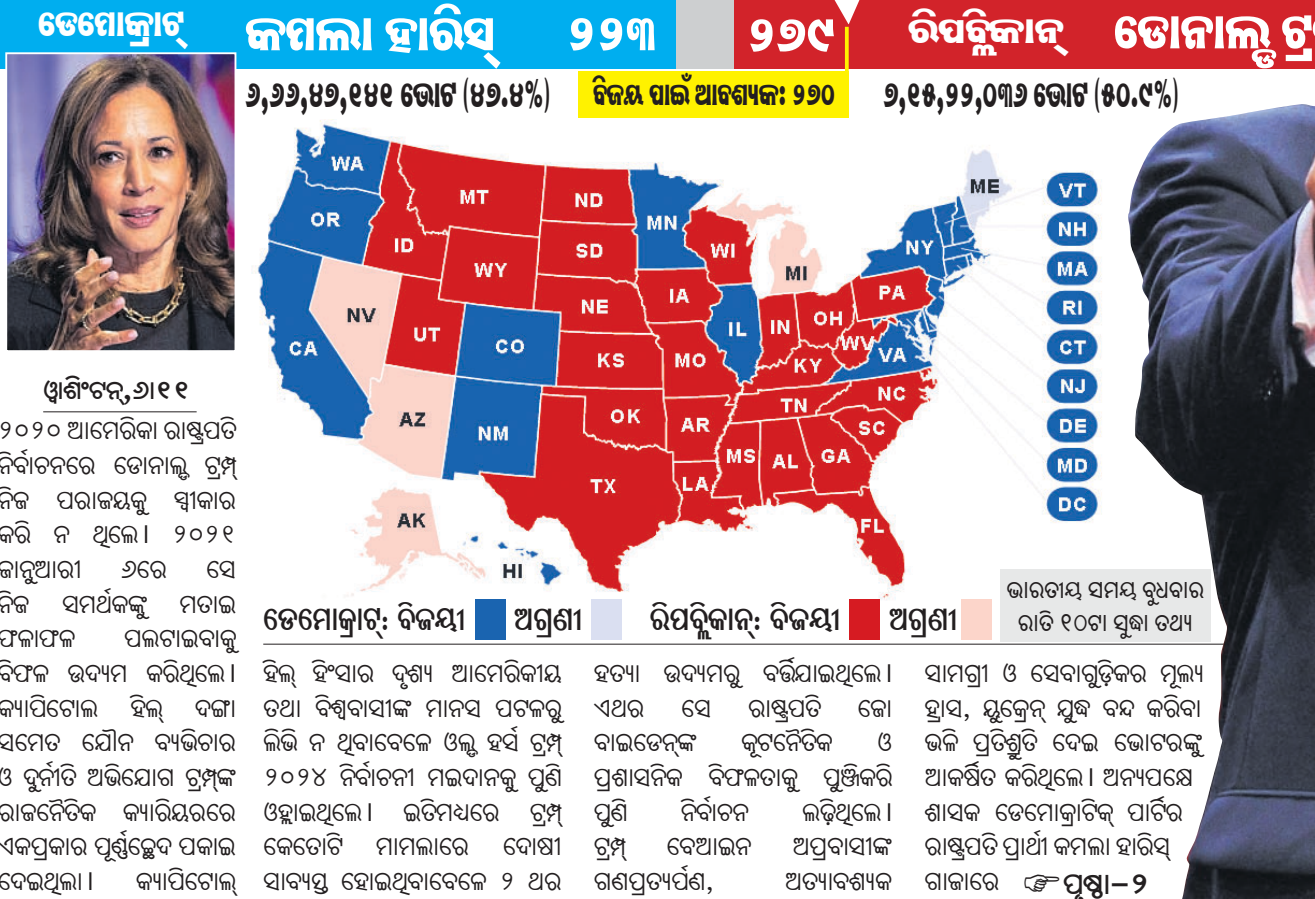 ଡେମୋକ୍ରାଟ୍
କମଲା ହାରିସ୍ ୨୨୩
୨୭୯ ରିପବ୍ଲିକାନ୍ ଡୋନାଲ୍ଡ
୬,୬୬,୪୭,୧୪୧ ଭୋଟ (୪୭.୪%)
ବିଜୟ ପାଇଁ ଆବଶ୍ୟକ: ୨୭୦
୭,୧୫,୨୨,୦୩୬ ଭୋଟ (୫୦.୯%)
WA
OR
CA
NV
ID
MT
WY
UT
AZ
CO
NM
ND
SD
NE
KS
OK
TX
MN
IA
MO
AR
LA
WI
IL
MI
IN
OH
KY
TN
MS
AL
GA
FL
SC
NC
WV
VA
PA
NY
ME
AK
HI
VT
NH
MA
RI
CT
NJ
DE
MD
DC
ଡେମୋକ୍ରାଟ୍: ବିଜୟୀ ଅଗ୍ରଣୀ
ରିପବ୍ଲିକାନ୍: ବିଜୟୀ ଅଗ୍ରଣୀ
ଭାରତୀୟ ସମୟ ବୁଧବାର
ରାତି ୧୦ଟା ସୁଦ୍ଧା ତଥ୍ୟ
ୱାଶିଂଟନ୍,୬ା୧୧
୨୦୨୦ ଆମେରିକା ରାଷ୍ଟ୍ରପତି
ନିର୍ବାଚନରେ ଡୋନାଲ୍ଡ ଟ୍ରମ୍ପ୍
ନିଜ ପରାଜୟକୁ ସ୍ୱୀକାର
କରି ନ ଥିଲେ। ୨୦୨୧
ଜାନୁଆରୀ ୬ରେ ସେ
ନିଜ ସମର୍ଥକଙ୍କୁ ମତାଇ
ଫଳାଫଳ ପଲଟାଇବାକୁ
ବିଫଳ ଉଦ୍ୟମ କରିଥିଲେ।
କ୍ୟାପିଟୋଲ ହିଲ୍ ଦଙ୍ଗା
ସମେତ ଯୌନ ବ୍ୟଭିଚାର
ଓ ଦୁର୍ନୀତି ଅଭିଯୋଗ ଟ୍ରମ୍ପ୍‌ଙ୍କ
ରାଜନୈତିକ କ୍ୟାରିୟରରେ
ଏକପ୍ରକାର ପୂର୍ଣ୍ଣଚ୍ଛେଦ ପକାଇ
ଦେଇଥିଲା। କ୍ୟାପିଟୋଲ୍
ହିଲ୍ ହିଂସାର ଦୃଶ୍ୟ ଆମେରିକୀୟ
ତଥା ବିଶ୍ୱବାସୀଙ୍କ ମାନସ ପଟଳରୁ
ଲିଭି ନ ଥିବାବେଳେ ଓଲ୍ଡ ହର୍ସ ଟ୍ରମ୍ପ୍
୨୦୨୪ ନିର୍ବାଚନୀ ମଇଦାନକୁ ପୁଣି
ଓହ୍ଲାଇଥିଲେ। ଇତିମଧ୍ୟରେ ଟ୍ରମ୍ପ୍
କେତୋଟି ମାମଲାରେ ଦୋଷୀ
ସାବ୍ୟସ୍ତ ହୋଇଥିବାବେଳେ ୨ ଥର
ହତ୍ୟା ଉଦ୍ୟମରୁ ବର୍ତ୍ତିଯାଇଥିଲେ।
ଏଥର ସେ ରାଷ୍ଟ୍ରପତି ଜୋ
ବାଇଡେନ୍‌ଙ୍କ କୂଟନୈତିକ ଓ
ପ୍ରଶାସନିକ ବିଫଳତାକୁ ପୁଞ୍ଜିକରି
ପୁଣି ନିର୍ବାଚନ ଲଢ଼ିଥିଲେ।
ଟ୍ରମ୍ପ୍ ବେଆଇନ ଅପ୍ରବାସୀଙ୍କ
ଗଣପ୍ରତ୍ୟର୍ପଣ, ଅତ୍ୟାବଶ୍ୟକ
ସାମଗ୍ରୀ ଓ ସେବାଗୁଡ଼ିକର ମୂଲ୍ୟ
ହ୍ରାସ, ୟୁକ୍ରେନ୍ ଯୁଦ୍ଧ ବନ୍ଦ କରିବା
ଭଳି ପ୍ରତିଶ୍ରୁତି ଦେଇ ଭୋଟରଙ୍କୁ
ଆକର୍ଷିତ କରିଥିଲେ। ଅନ୍ୟପକ୍ଷେ
ଶାସକ ଡେମୋକ୍ରାଟିକ୍ ପାର୍ଟିର
ରାଷ୍ଟ୍ରପତି ପ୍ରାର୍ଥୀ କମଲା ହାରିସ୍
ଗାଜାରେ ☞ ପୃଷ୍ଠା–୨